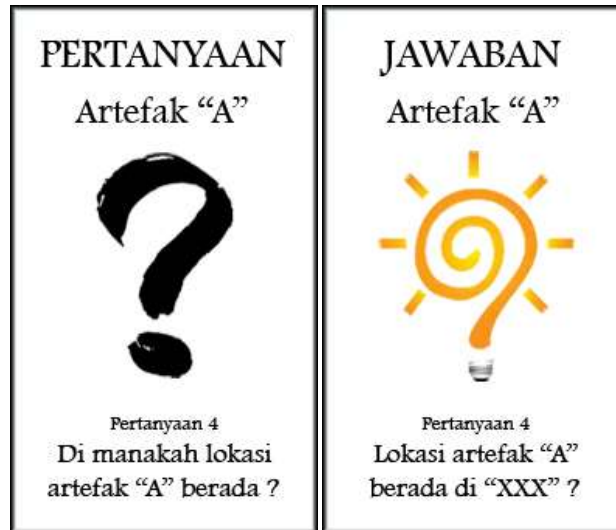 PERTANYAAN
Artefak “A”
Pertanyaan 4
Di manakah lokasi
artefak “A” berada ?
JAWABAN
Artefak “A”
Pertanyaan 4
Lokasi artefak “A”
berada di “XXX” ?